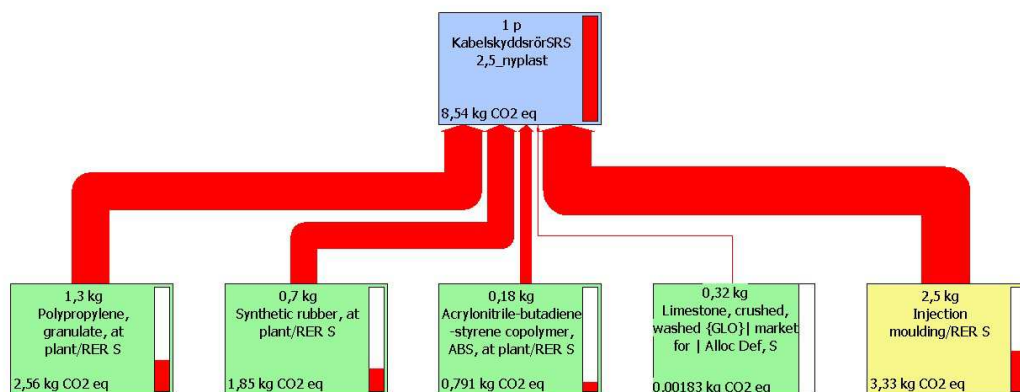 1 p
KabelskyddsrörSRS
2,5_nyplast
8,54 kg CO2 eq
1,3 kg
Polypropylene,
granulate, at
plant/RER S
2,56 kg CO2 eq
0,7 kg
Synthetic rubber, at
plant/RER S
1,85 kg CO2 eq
0,18 kg
Acrylonitrile-butadiene
-styrene copolymer,
ABS, at plant/RER S
0,791 kg CO2 eq
0,32 kg
Limestone, crushed,
washed {GLO}| market
for | Alloc Def, S
0,00183 kg CO2 eq
2,5 kg
Injection
moulding/RER S
3,33 kg CO2 eq